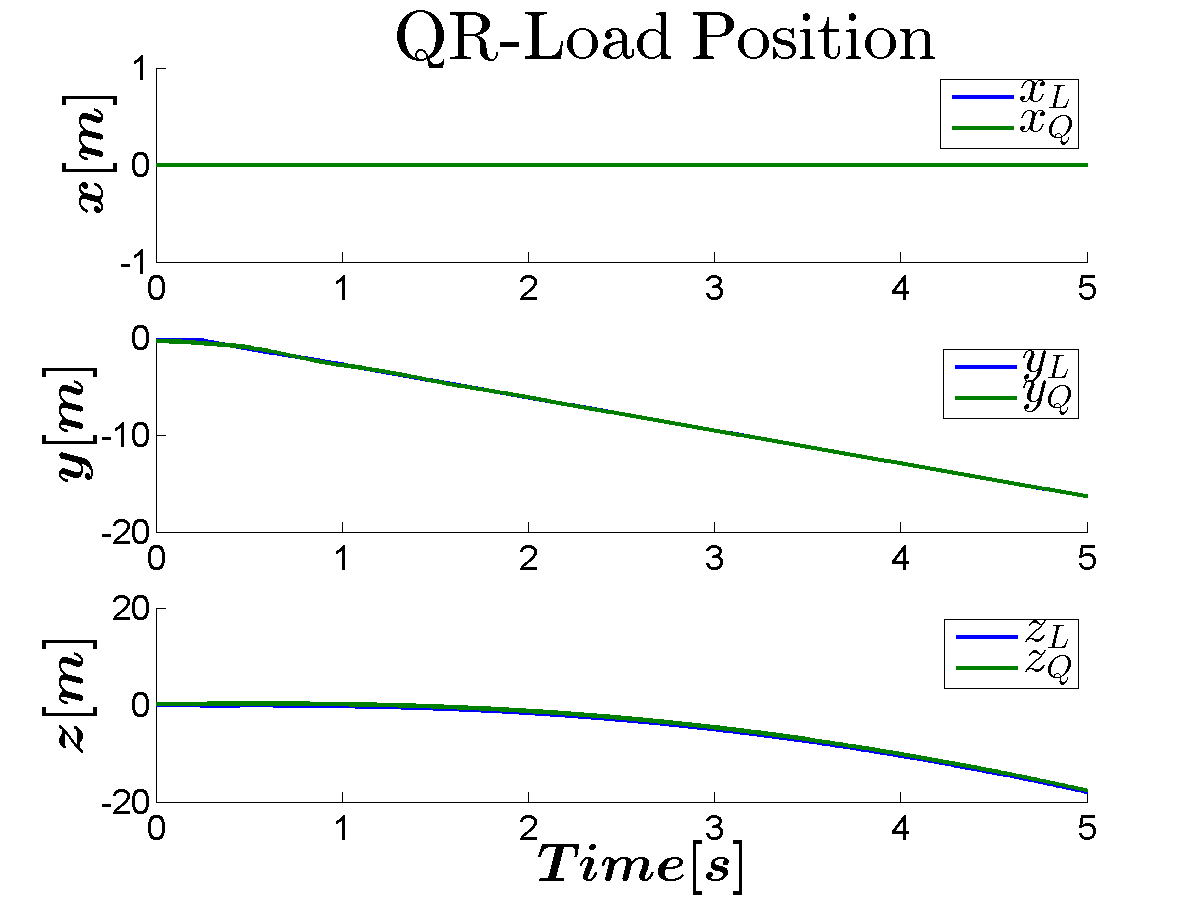 QR-Load Position
x[m]
1
0
-1
x_L
x_Q
0 1 2 3 4 5
y[m]
0
-10
-20
y_L
y_Q
0 1 2 3 4 5
z[m]
20
0
-20
z_L
z_Q
0 1 2 3 4 5
Time[s]